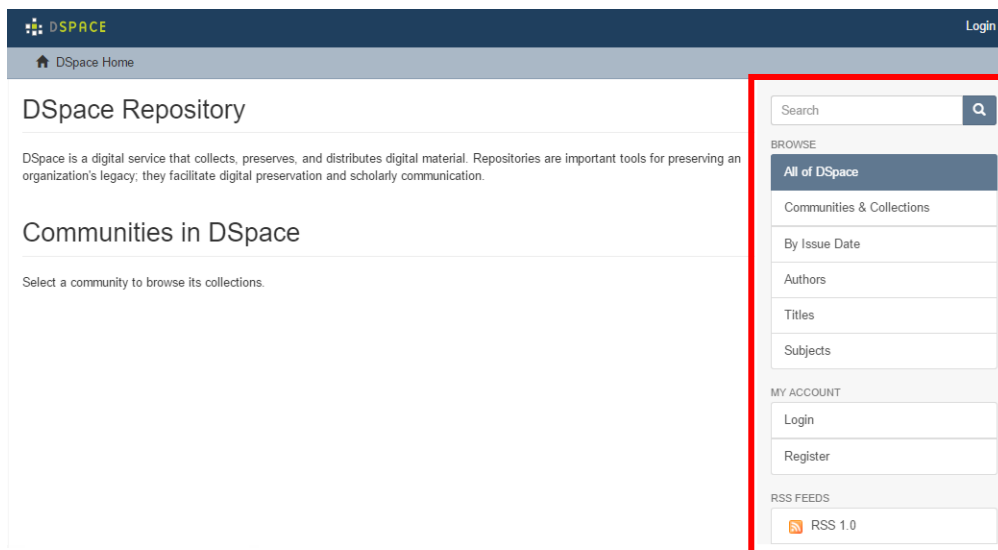 DSPACE
Login
DSpace Home
DSpace Repository
DSpace is a digital service that collects, preserves, and distributes digital material. Repositories are important tools for preserving an
organization's legacy; they facilitate digital preservation and scholarly communication.
Communities in DSpace
Select a community to browse its collections.
Search
BROWSE
All of DSpace
Communities & Collections
By Issue Date
Authors
Titles
Subjects
MY ACCOUNT
Login
Register
RSS FEEDS
RSS 1.0